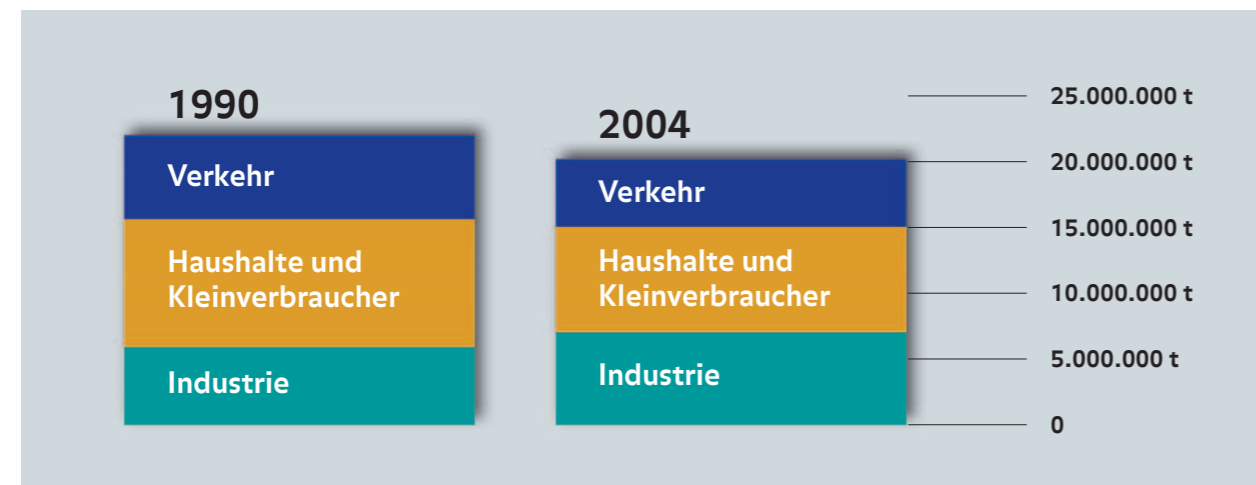 1990
Verkehr
Haushalte und
Kleinverbraucher
Industrie
2004
Verkehr
Haushalte und
Kleinverbraucher
Industrie
25.000.000 t
20.000.000 t
15.000.000 t
10.000.000 t
5.000.000 t
0